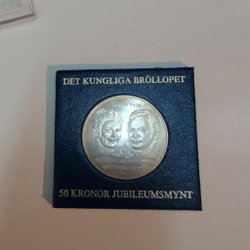 DET KUNGLIGA BRÖLLOPET
50 KRONOR JUBILEUMSMYNT